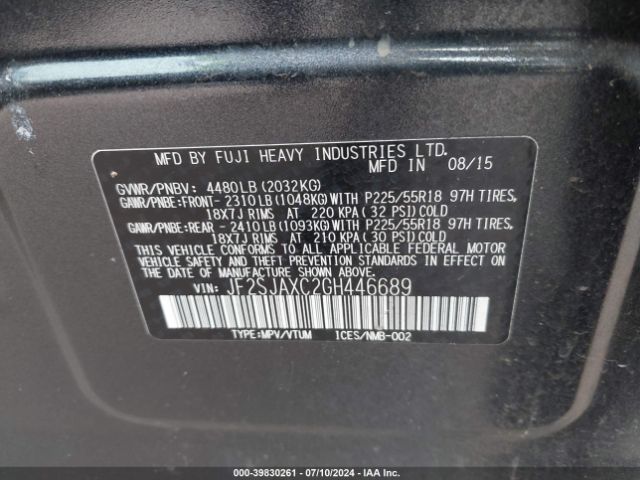 MFD BY FUJI HEAVY INDUSTRIES LTD.
MFD IN 08/15
GVWR/PNBV: 4480LB(2032KG)
GAWR/PNBE:FRONT- 2310LB(1048KG)WITH P225/55R18 97H TIRES,
18X7J RIMS AT 220 KPA(32 PSI)COLD
GAWR/PNBE:REAR - 2410LB(1093KG)WITH P225/55R18 97H TIRES,
18X7J RIMS AT 210 KPA(30 PSI)COLD
THIS VEHICLE CONFORMS TO ALL APPLICABLE FEDERAL MOTOR
VEHICLE SAFETY, BUMPER, AND THEFT PREVENTION STANDARDS
IN EFFECT ON THE DATE OF MANUFACTURE SHOWN ABOVE.
VIN: JF2SJAXC2GH446689
TYPE:MPV/VTUM ICES/NMB-002
000-39830261 - 07/10/2024 - IAAI.COM